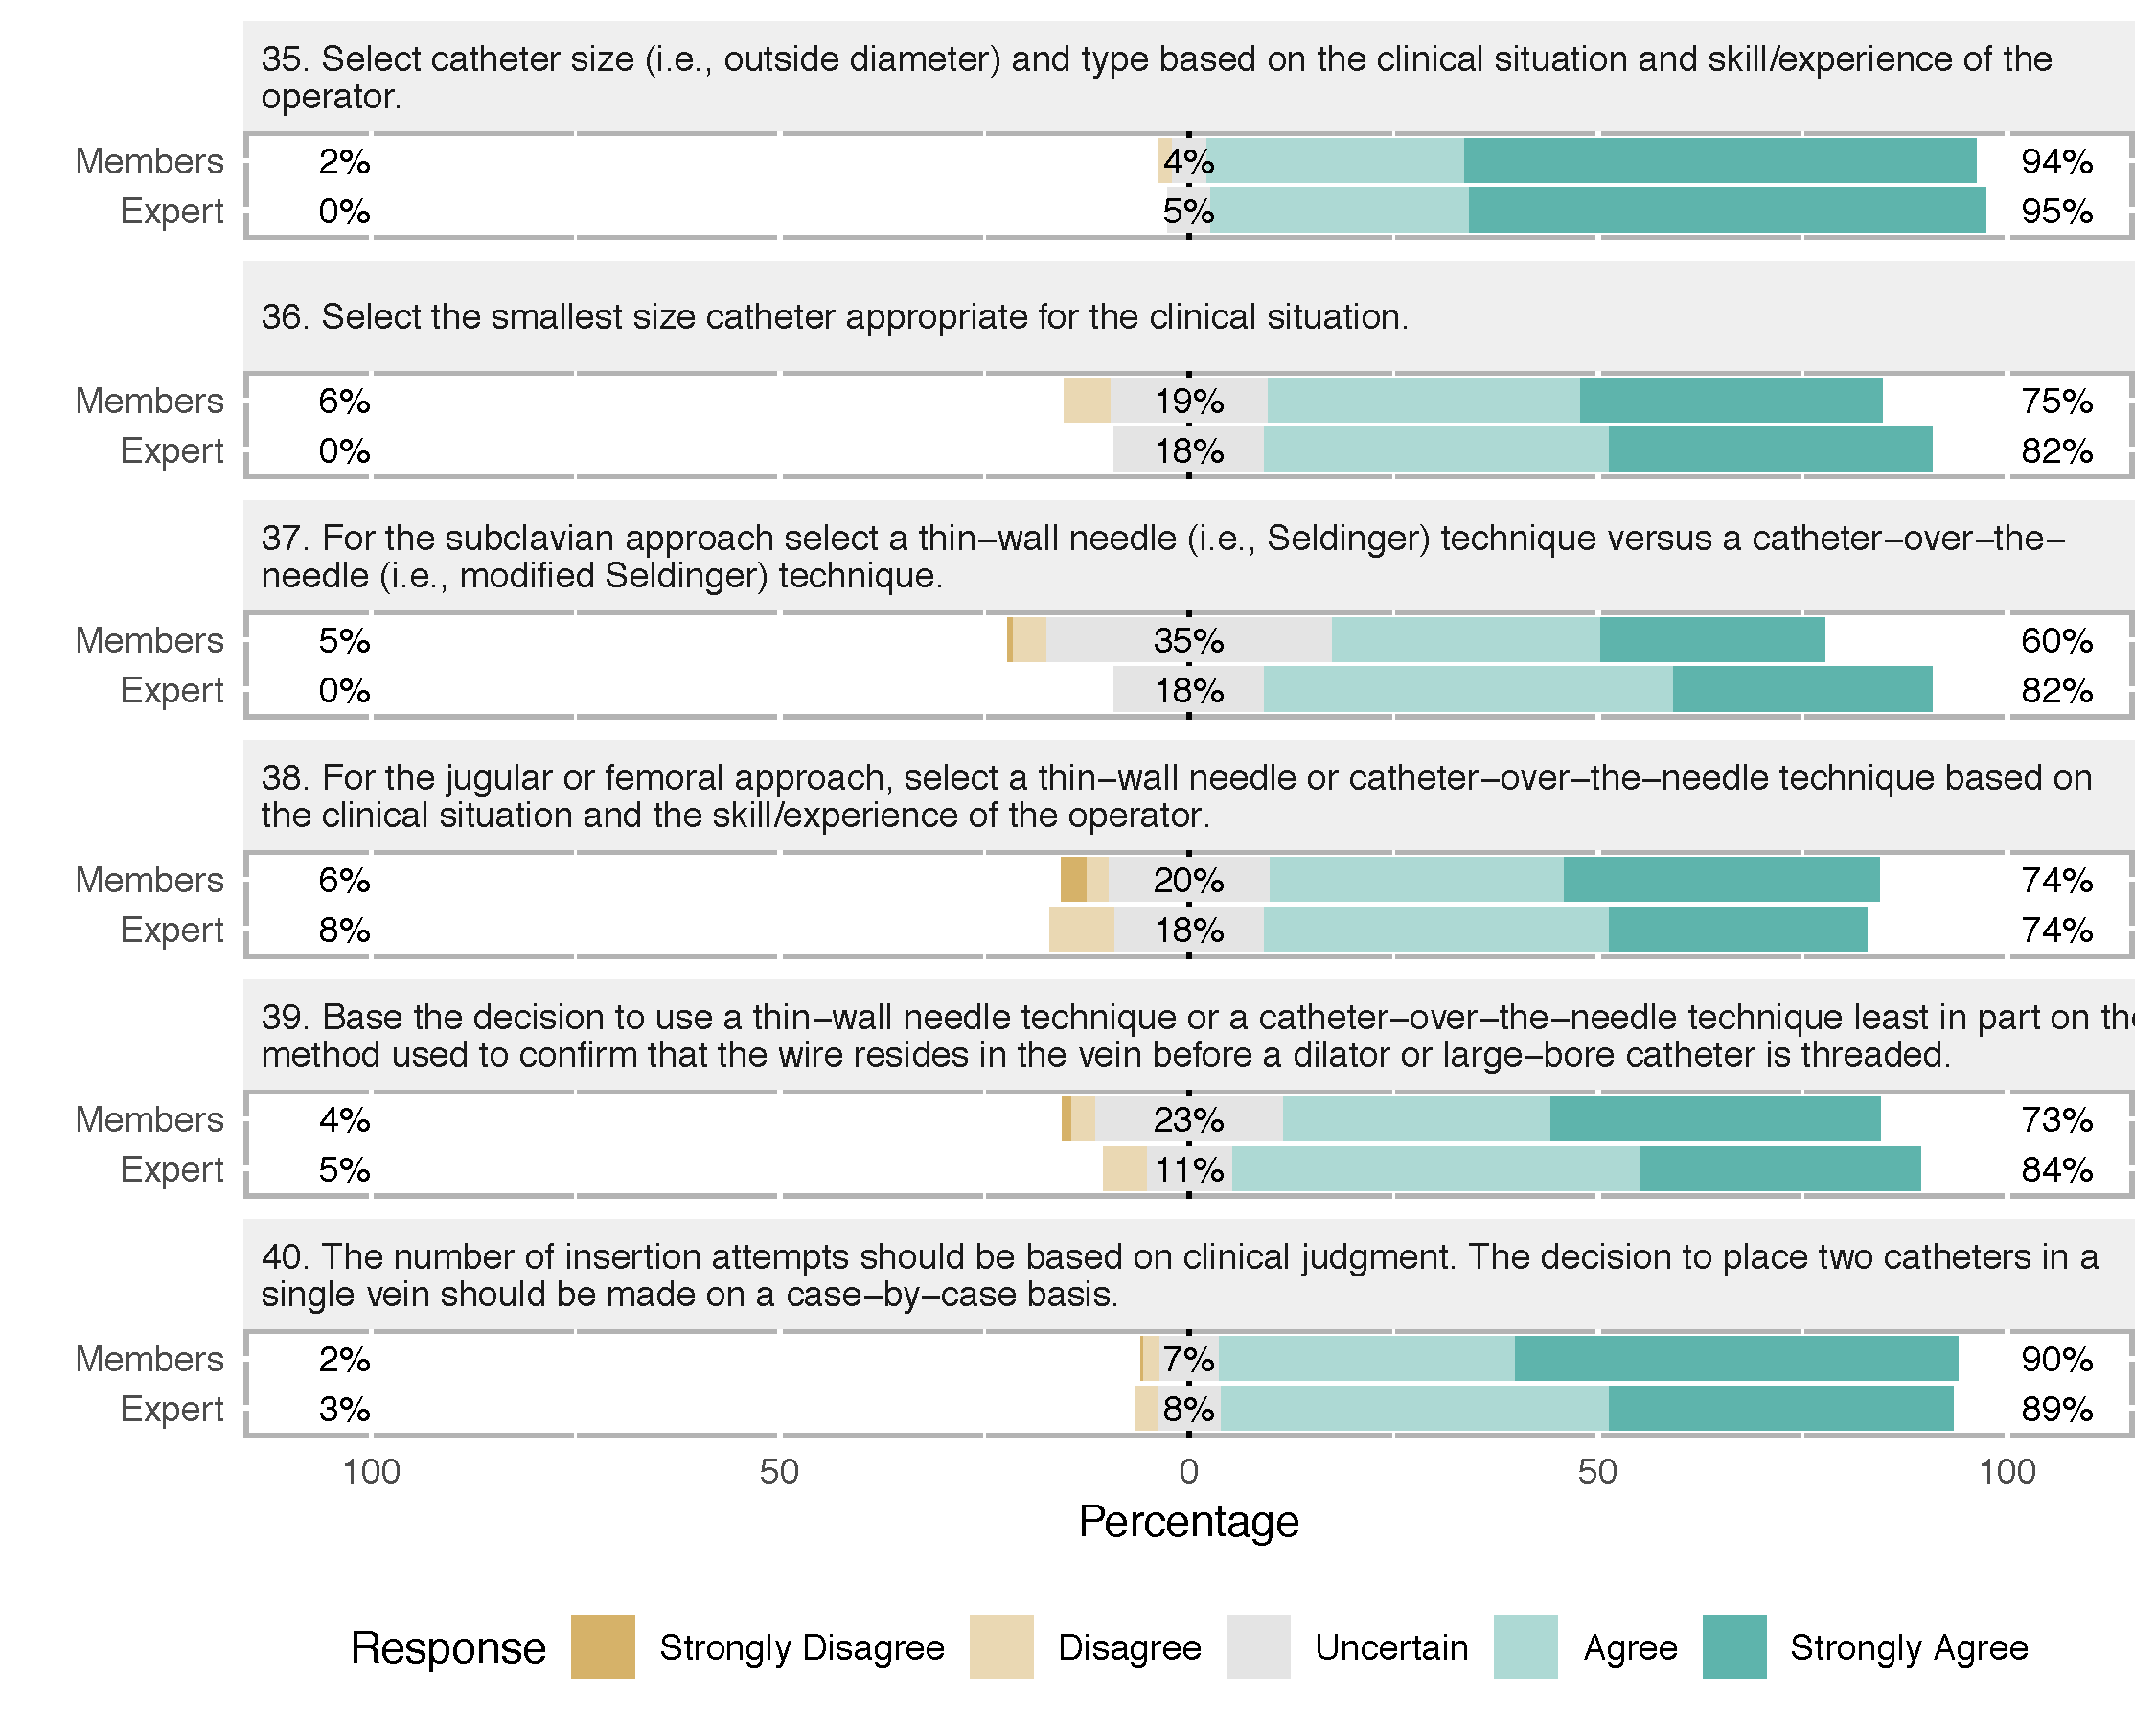 35. Select catheter size (i.e., outside diameter) and type based on the clinical situation and skill/experience of the
operator.
Members 2% 4% 94%
Expert 0% 5% 95%
36. Select the smallest size catheter appropriate for the clinical situation.
Members 6% 19% 75%
Expert 0% 18% 82%
37. For the subclavian approach select a thin−wall needle (i.e., Seldinger) technique versus a catheter−over−the−
needle (i.e., modified Seldinger) technique.
Members 5% 35% 60%
Expert 0% 18% 82%
38. For the jugular or femoral approach, select a thin−wall needle or catheter−over−the−needle technique based on
the clinical situation and the skill/experience of the operator.
Members 6% 20% 74%
Expert 8% 18% 74%
39. Base the decision to use a thin−wall needle technique or a catheter−over−the−needle technique least in part on the
method used to confirm that the wire resides in the vein before a dilator or large−bore catheter is threaded.
Members 4% 23% 73%
Expert 5% 11% 84%
40. The number of insertion attempts should be based on clinical judgment. The decision to place two catheters in a
single vein should be made on a case−by−case basis.
Members 2% 7% 90%
Expert 3% 8% 89%
100 50 0 50 100
Percentage
Response Strongly Disagree Disagree Uncertain Agree Strongly Agree